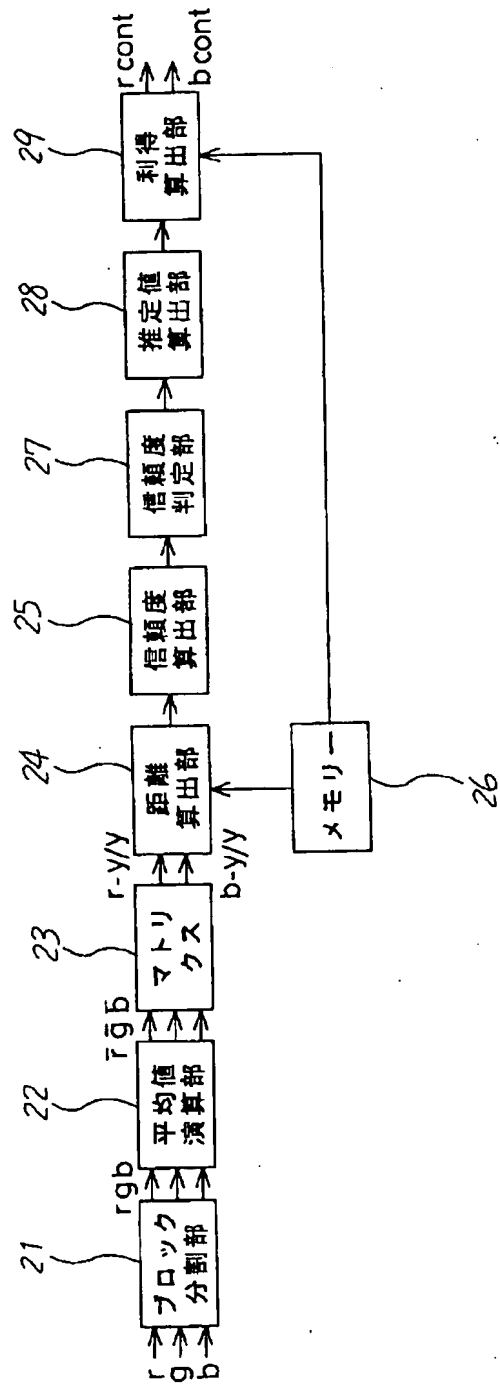 r
g
b
21
ブロック
分割部
rgb
22
平均値
演算部
r̄ḡb̄
23
マトリ
クス
r-y/y
b-y/y
24
距離
算出部
25
信頼度
算出部
27
信頼度
判定部
28
推定値
算出部
29
利得
算出部
r cont
b cont
メモリー
26